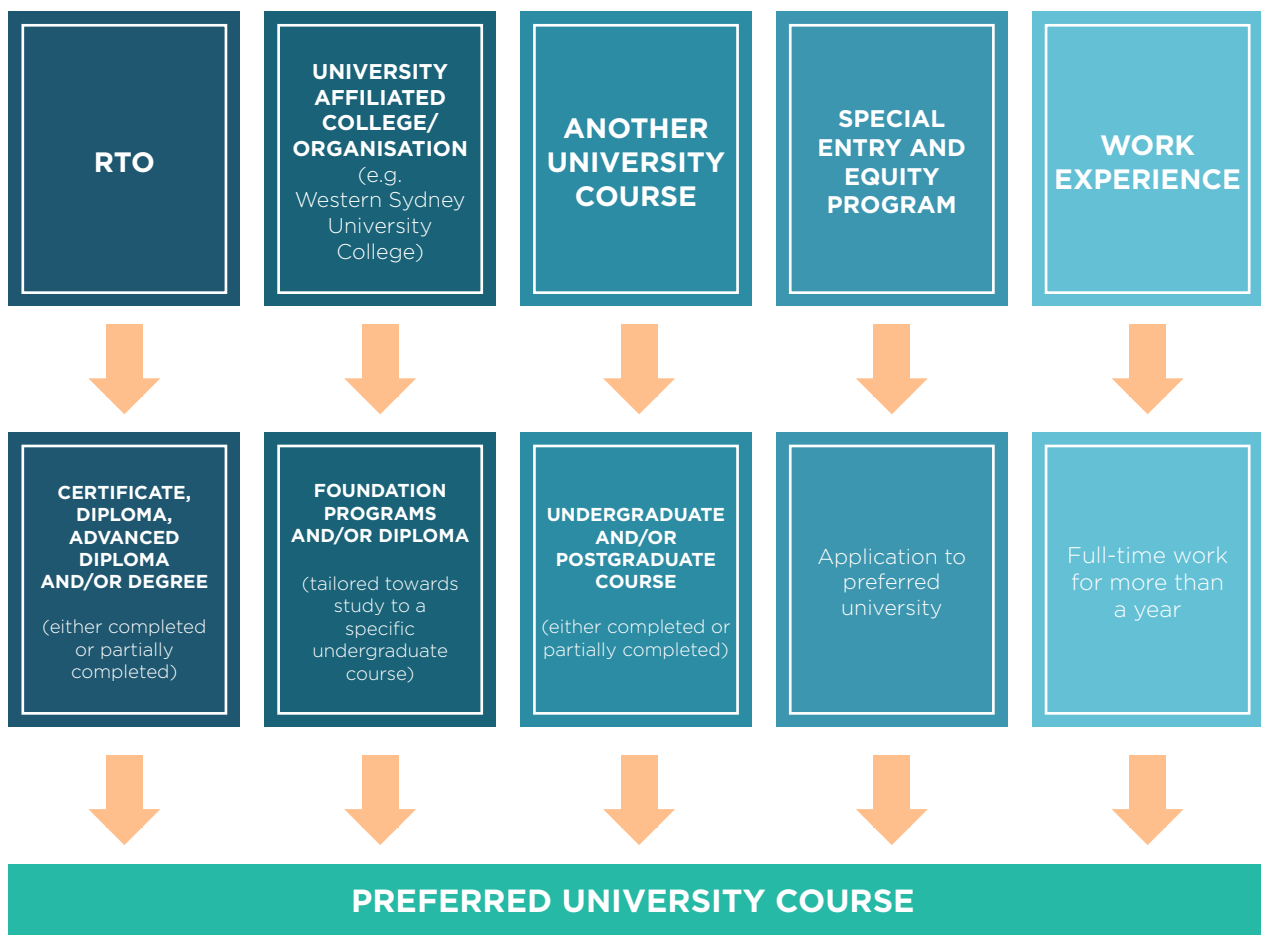 RTO
UNIVERSITY
AFFILIATED
COLLEGE/
ORGANISATION
(e.g.
Western Sydney
University
College)
ANOTHER
UNIVERSITY
COURSE
SPECIAL
ENTRY AND
EQUITY
PROGRAM
WORK
EXPERIENCE
CERTIFICATE,
DIPLOMA,
ADVANCED
DIPLOMA
AND/OR DEGREE
(either completed
or partially
completed)
FOUNDATION
PROGRAMS
AND/OR DIPLOMA
(tailored towards
study to a
specific
undergraduate
course)
UNDERGRADUATE
AND/OR
POSTGRADUATE
COURSE
(either completed or
partially completed)
Application to
preferred
university
Full-time work
for more than
a year
PREFERRED UNIVERSITY COURSE